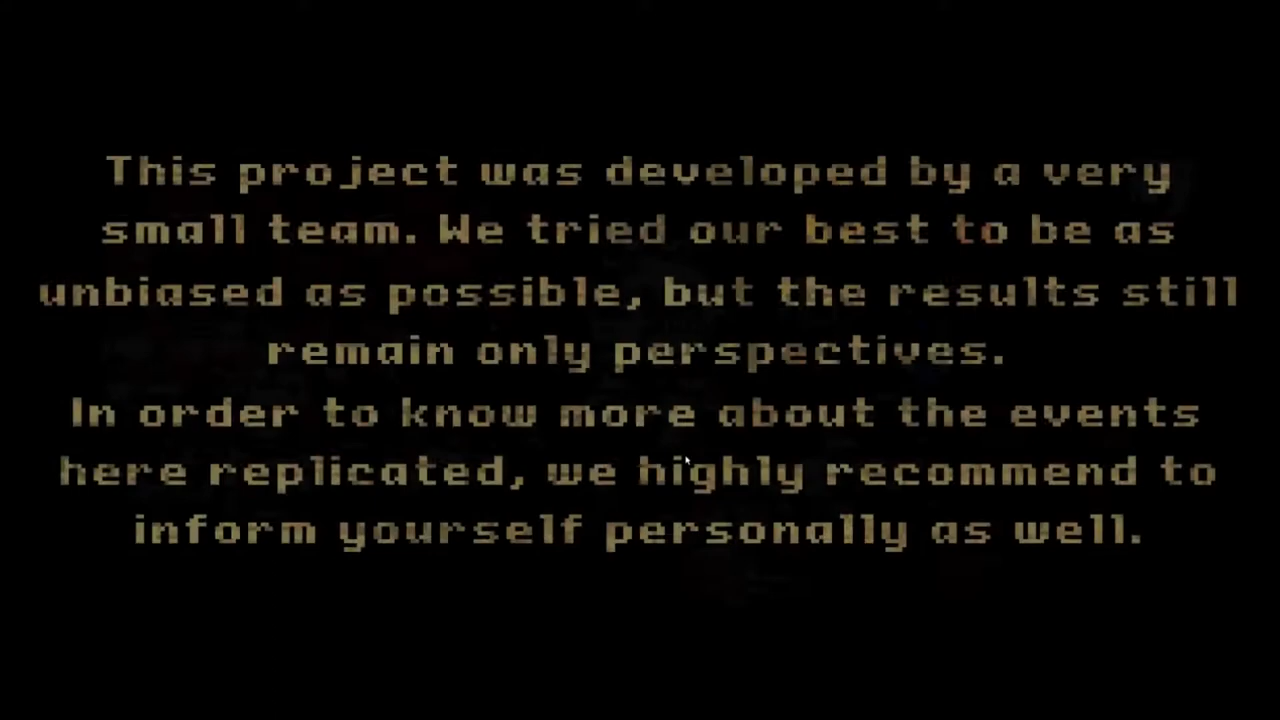 This project was developed by a very
small team. We tried our best to be as
unbiased as possible, but the results still
remain only perspectives.
In order to know more about the events
here replicated, we highly recommend to
inform yourself personally as well.